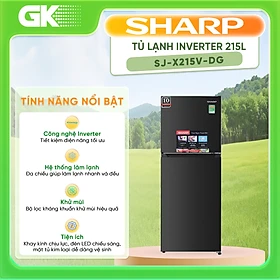 GK
SHARP
TỦ LẠNH INVERTER 215L
SJ-X215V-DG
TÍNH NĂNG NỔI BẬT
Công nghệ Inverter
Tiết kiệm điện năng tối ưu
Hệ thống làm lạnh
Đa chiều giúp làm lạnh nhanh và đều
Khử mùi
Bộ lọc kháng khuẩn khử mùi hiệu quả
Tiện ích
Khay kính chịu lực, đèn LED chiếu sáng,
mặt tủ kim loại dễ dàng vệ sinh
10